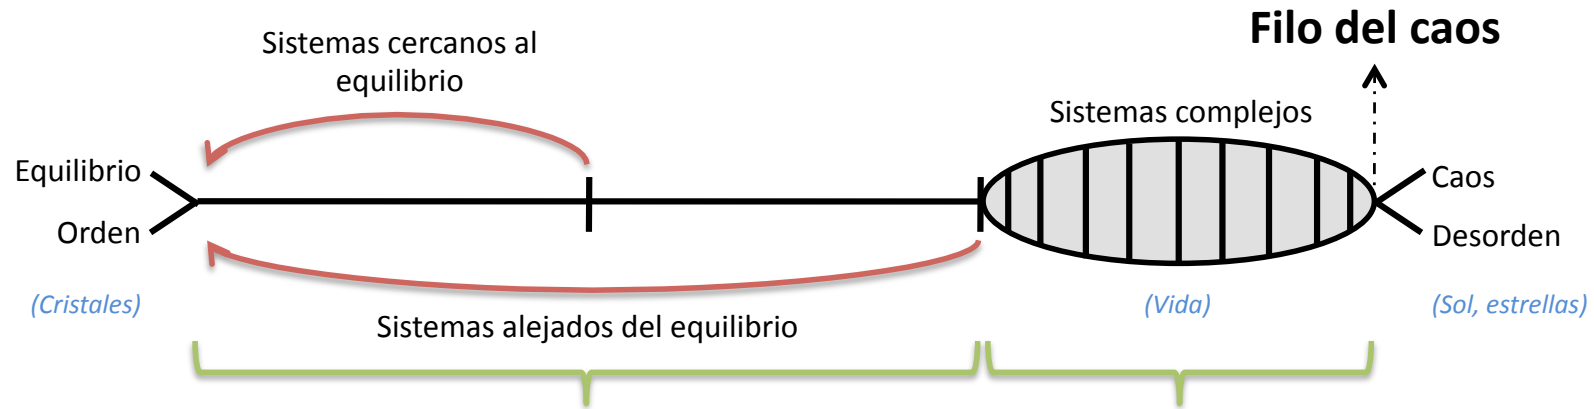 Filo del caos
Sistemas cercanos al
equilibrio
Sistemas complejos
Equilibrio
Orden
Caos
Desorden
(Cristales)
(Vida)
(Sol, estrellas)
Sistemas alejados del equilibrio